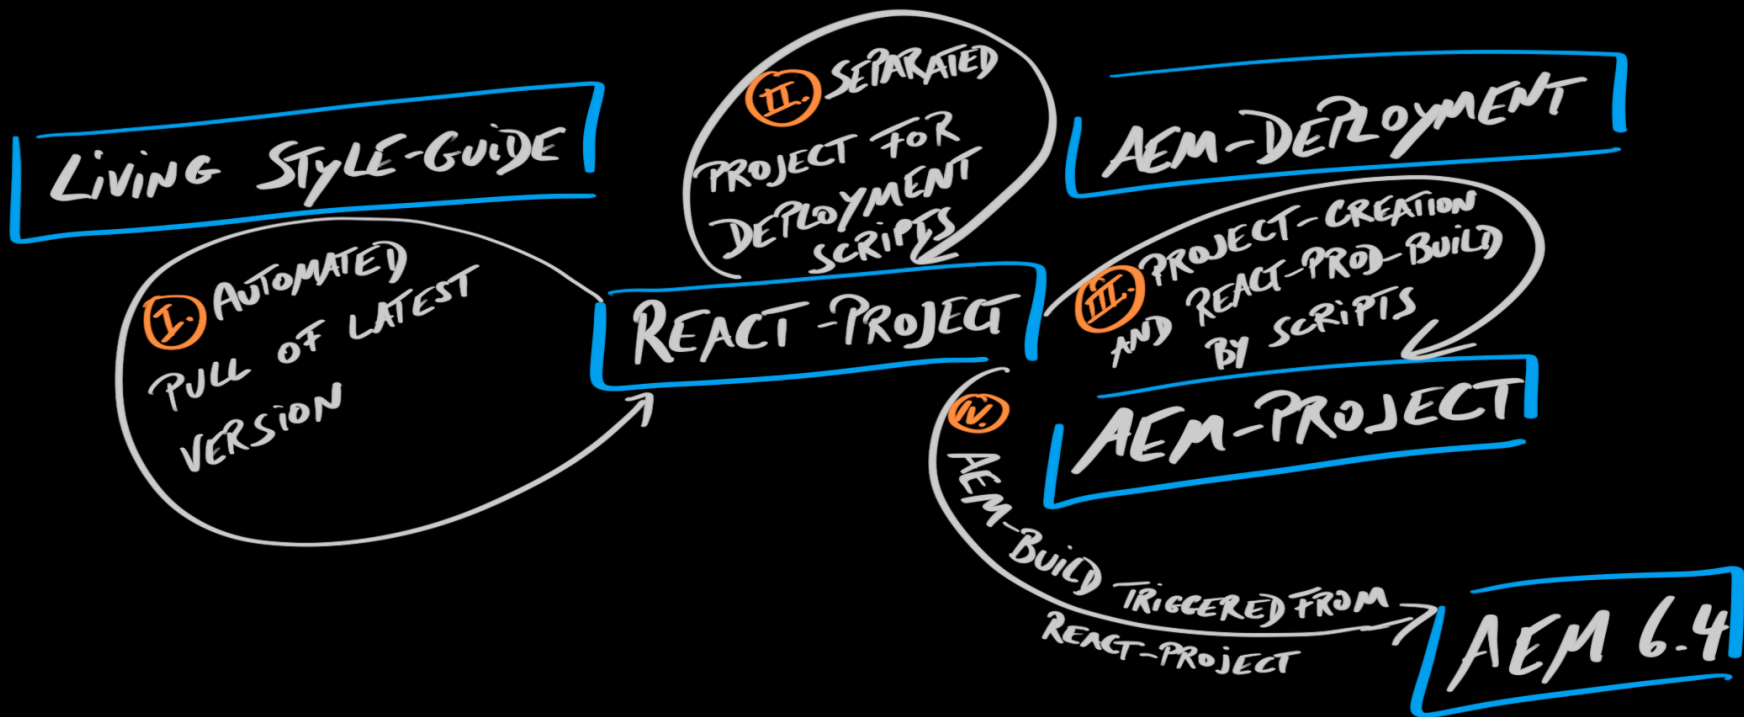 LIVING STYLE-GUIDE
I. AUTOMATED
PULL OF LATEST
VERSION
II. SEPARATED
PROJECT FOR
DEPLOYMENT
SCRIPTS
REACT-PROJECT
AEM-DEPLOYMENT
III. PROJECT-CREATION
AND REACT-PROD-BUILD
BY SCRIPTS
AEM-PROJECT
IV.
AEM-BUILD TRIGGERED FROM
REACT-PROJECT
AEM 6.4